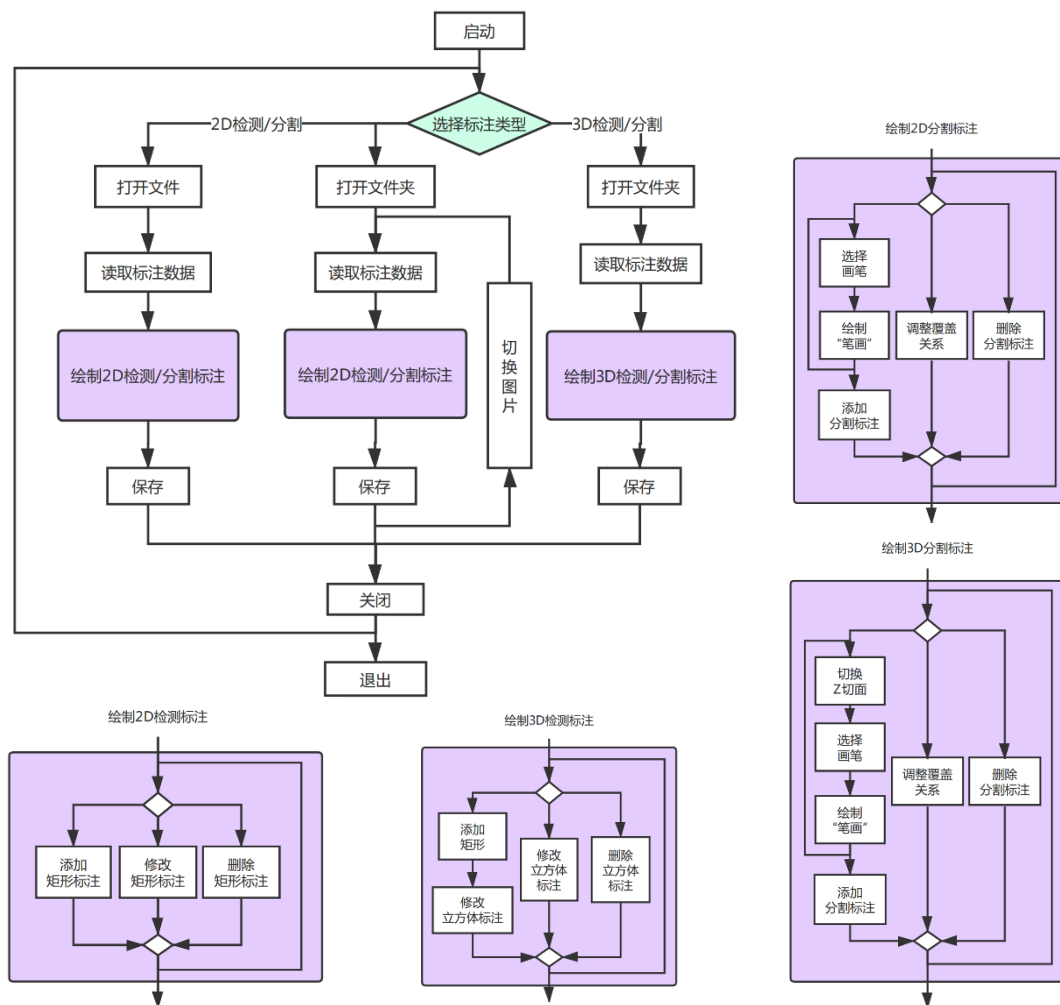 启动
选择标注类型
2D检测/分割
3D检测/分割
打开文件
打开文件夹
打开文件夹
读取标注数据
读取标注数据
读取标注数据
绘制2D检测/分割标注
绘制2D检测/分割标注
切
换
图
片
绘制3D检测/分割标注
保存
保存
保存
关闭
退出
绘制2D分割标注
选择
画笔
绘制
“笔画”
添加
分割标注
调整覆盖
关系
删除
分割标注
绘制3D分割标注
切换
Z切面
选择
画笔
绘制
“笔画”
添加
分割标注
调整覆盖
关系
删除
分割标注
绘制2D检测标注
添加
矩形标注
修改
矩形标注
删除
矩形标注
绘制3D检测标注
添加
矩形
修改
立方体标注
修改
立方体
标注
删除
立方体
标注